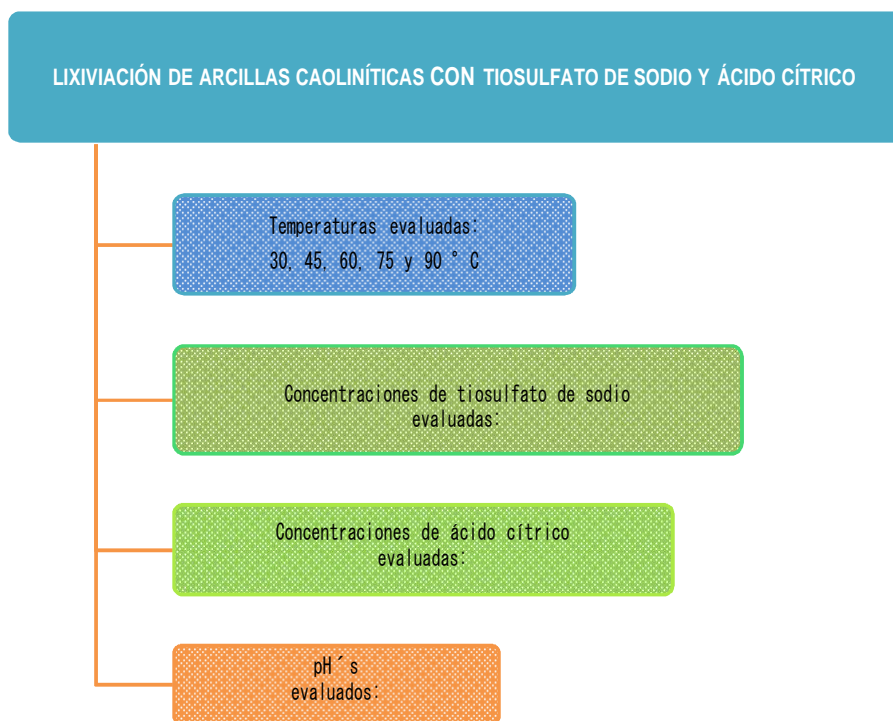 LIXIVIACIÓN DE ARCILLAS CAOLINÍTICAS CON TIOSULFATO DE SODIO Y ÁCIDO CÍTRICO
Temperaturas evaluadas:
30, 45, 60, 75 y 90 ° C
Concentraciones de tiosulfato de sodio
evaluadas:
Concentraciones de ácido cítrico
evaluadas:
pH´s
evaluados: